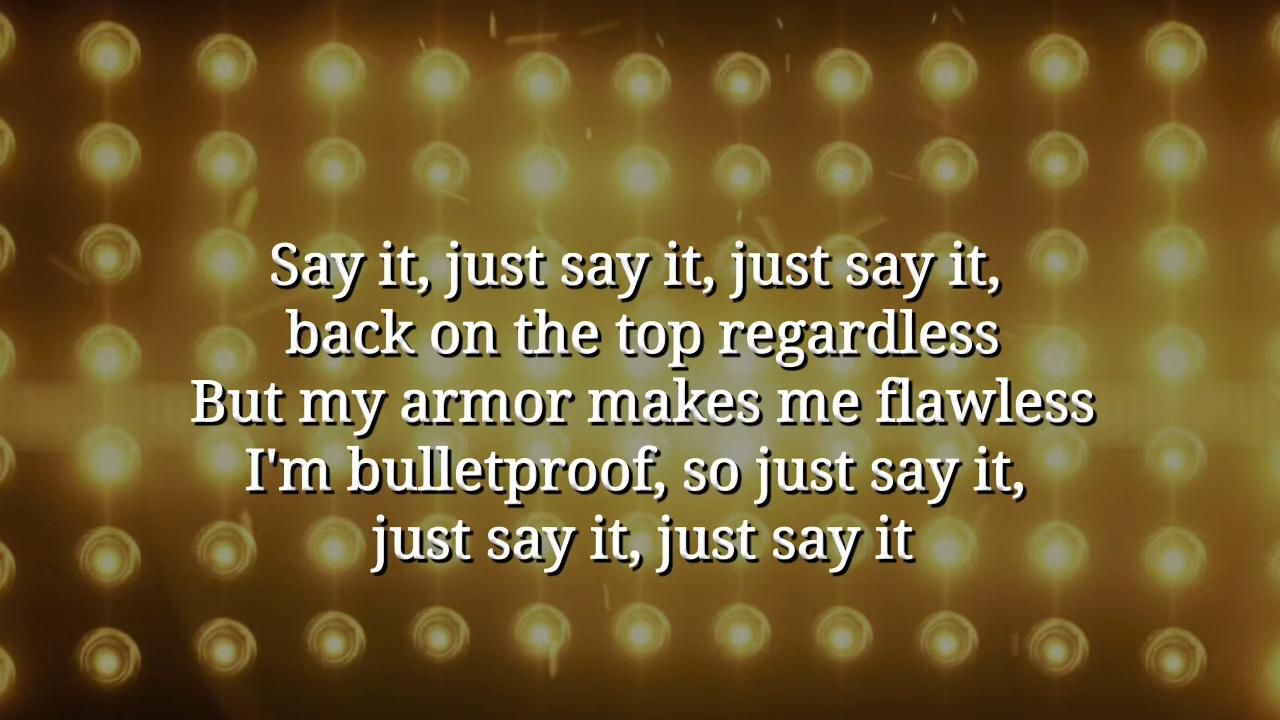 Say it, just say it, just say it,
back on the top regardless
But my armor makes me flawless
I'm bulletproof, so just say it,
just say it, just say it